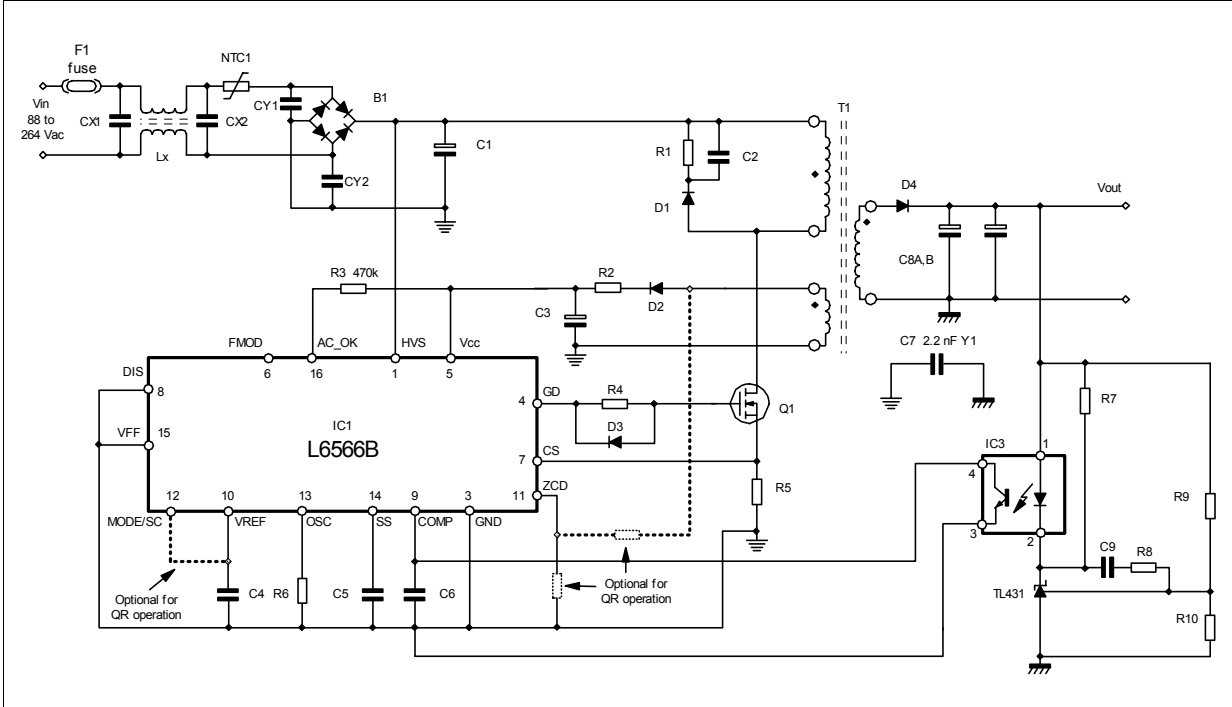 F1
fuse
NTC1
B1
T1
Vin
88 to
264 Vac
CX1
CX2
CY1
Lx
CY2
C1
R1
C2
D1
D4
Vout
C8A,B
R3 470k
R2
D2
C3
C7 2.2 nF Y1
FMOD
AC_OK
HVS
Vcc
6
16
1
5
DIS
8
VFF
15
IC1
L6566B
4
GD
R4
D3
Q1
7
CS
11
ZCD
R5
R7
IC3
1
4
3
2
R9
12
10
13
14
9
3
MODE/SC
VREF
OSC
SS
COMP
GND
C9
R8
TL431
R10
Optional for
QR operation
C4
R6
C5
C6
Optional for
QR operation